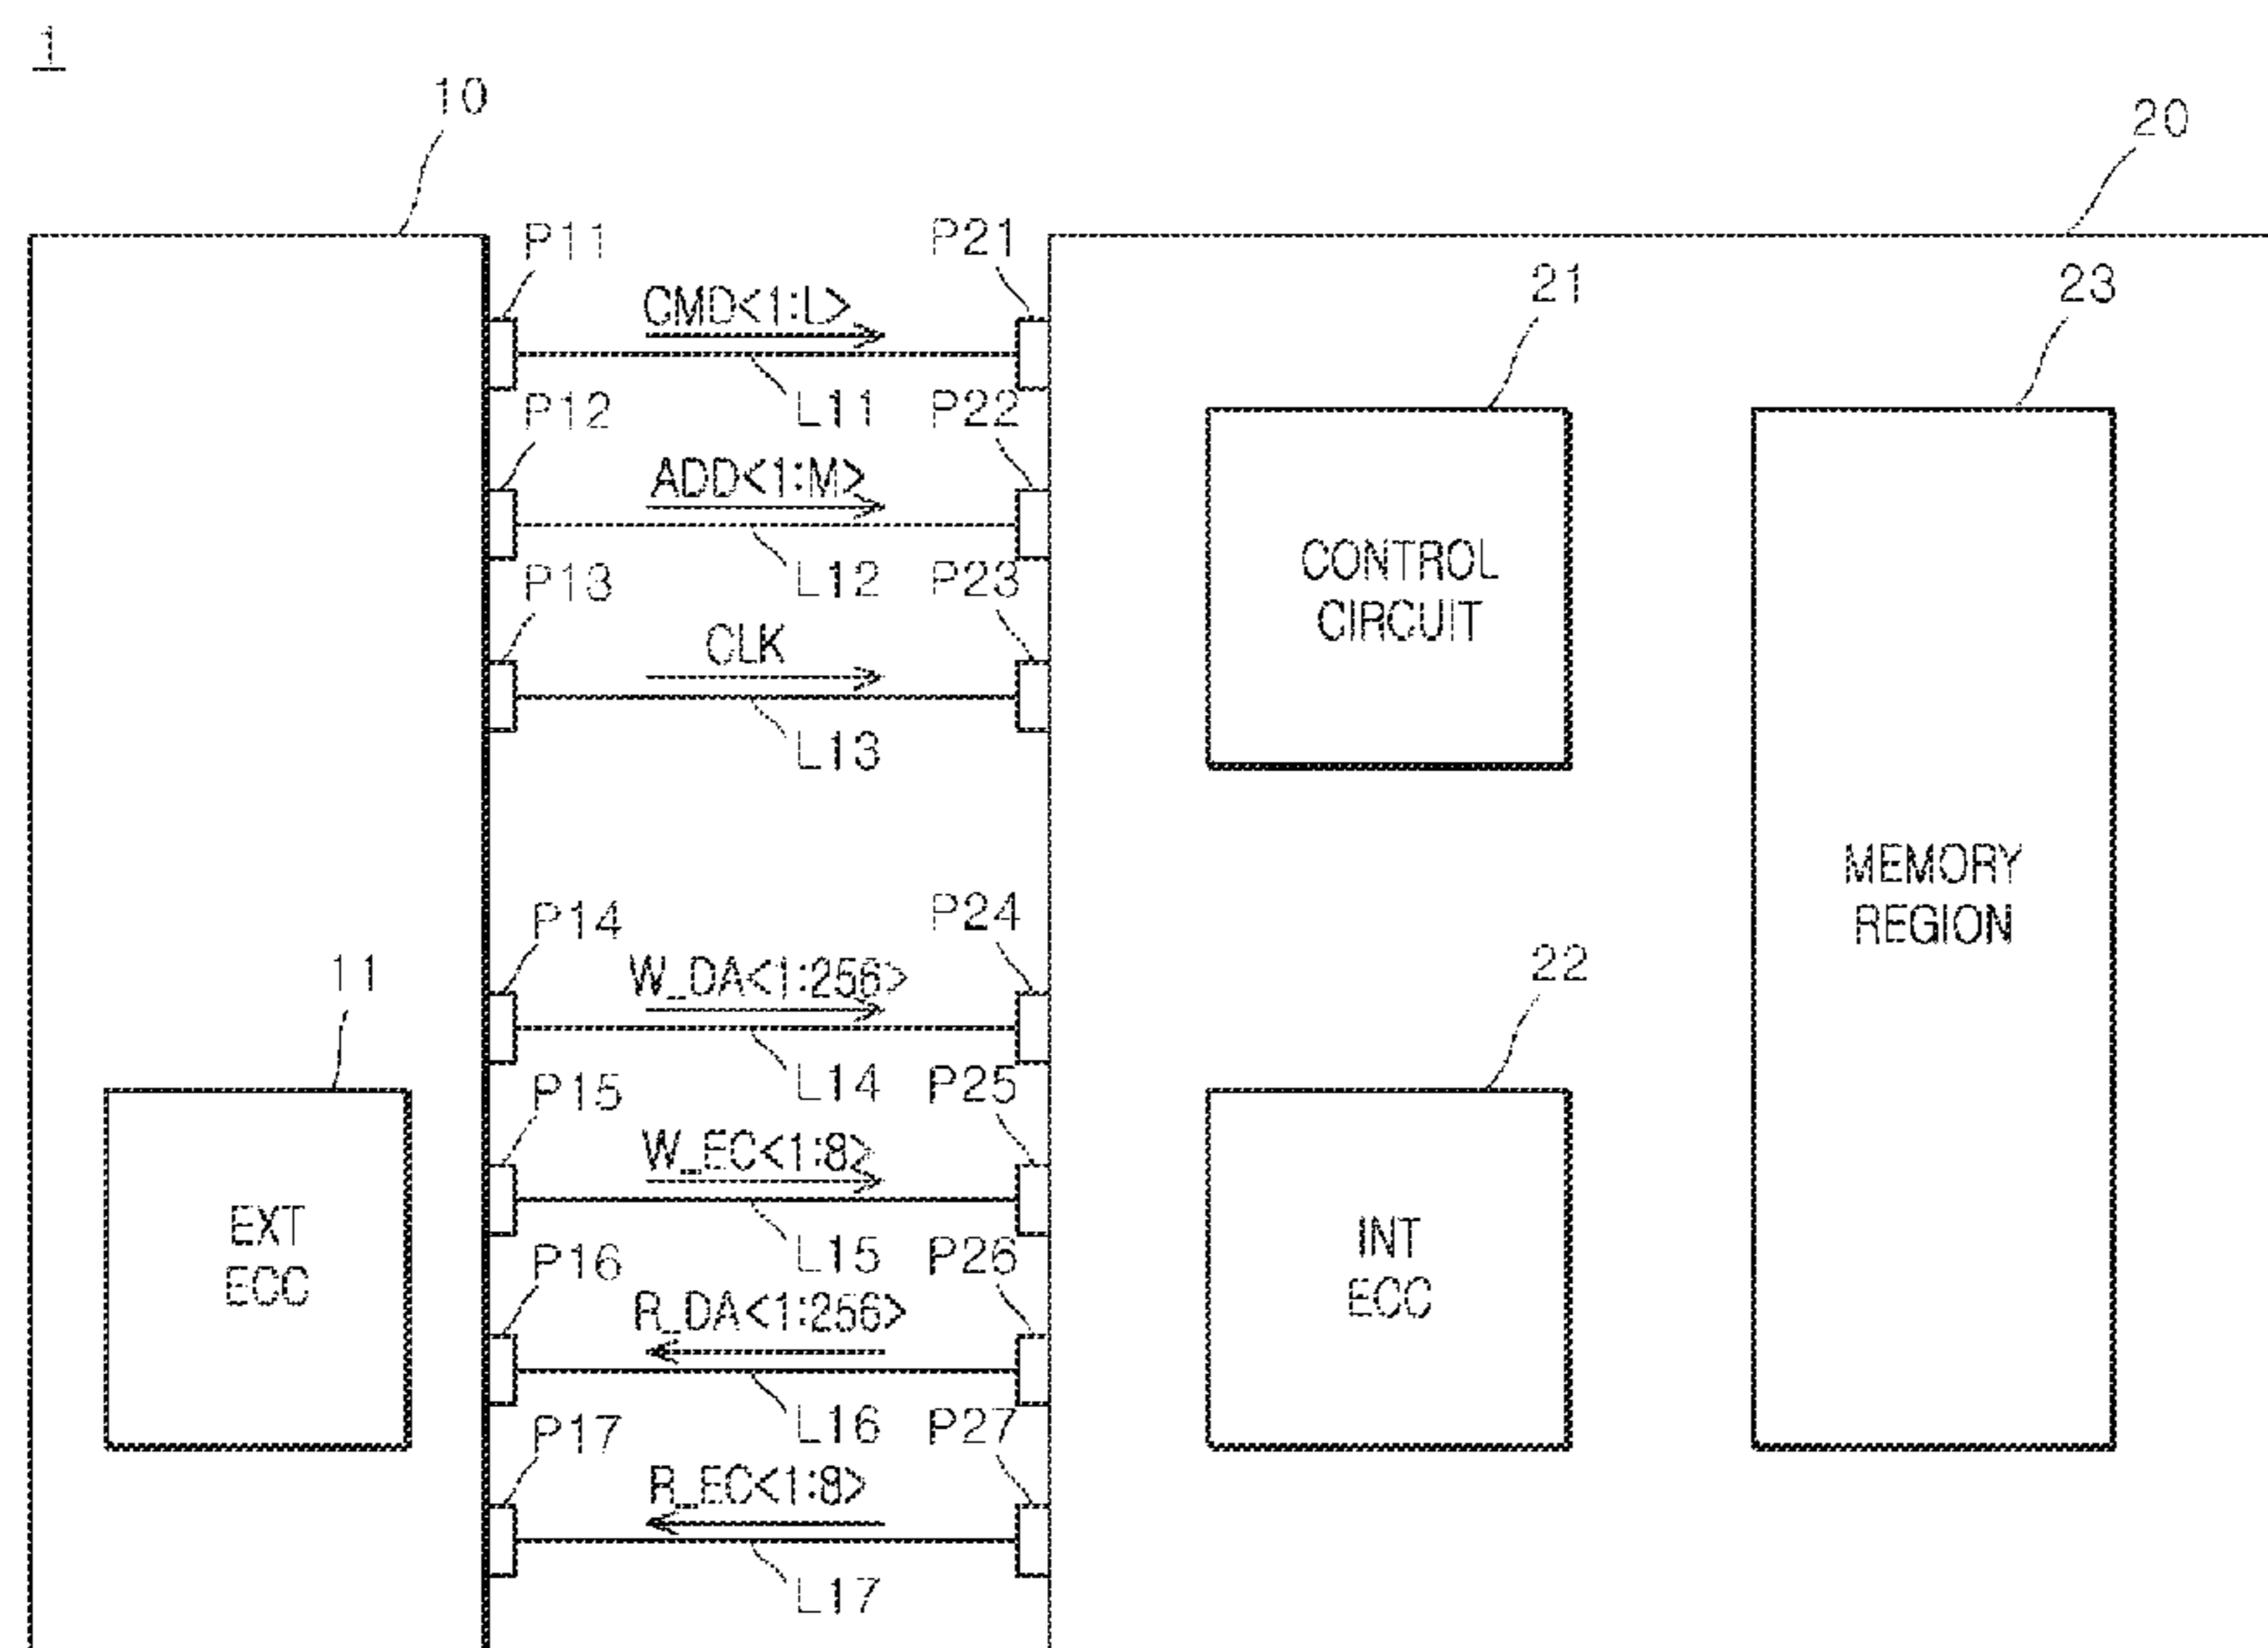 1
10
20
P11
P21
21
23
CMD<1:L>
L11
P12
P22
ADD<1:M>
L12
P13
P23
CONTROL
CIRCUIT
CLK
L13
MEMORY
REGION
P14
P24
11
W_DA<1:256>
22
L14
P15
P25
W_EC<1:8>
EXT
ECC
L15
INT
ECC
P16
P26
R_DA<1:256>
L16
P17
P27
R_EC<1:8>
L17